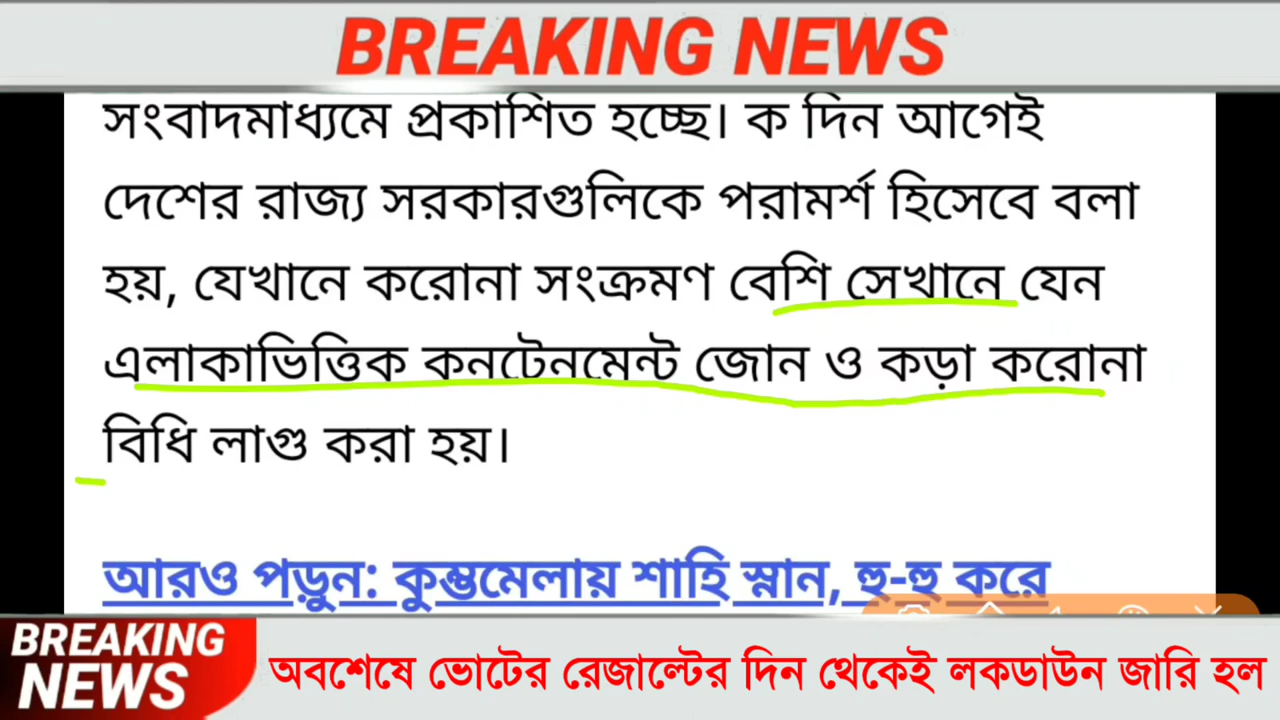 BREAKING NEWS
সংবাদমাধ্যমে প্রকাশিত হচ্ছে। ক দিন আগেই
দেশের রাজ্য সরকারগুলিকে পরামর্শ হিসেবে বলা
হয়, যেখানে করোনা সংক্রমণ বেশি সেখানে যেন
এলাকাভিত্তিক কনটেনমেন্ট জোন ও কড়া করোনা
বিধি লাগু করা হয়।
আরও পড়ুন: কুম্ভমেলায় শাহি স্নান, হু-হু করে
BREAKING
NEWS
অবশেষে ভোটের রেজাল্টের দিন থেকেই লকডাউন জারি হল